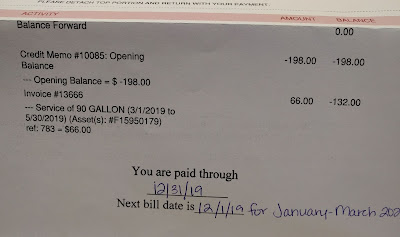 PLEASE DETACH TOP PORTION AND RETURN WITH YOUR PAYMENT.
ACTIVITY AMOUNT BALANCE
Balance Forward 0.00
Credit Memo #10085: Opening
Balance -198.00 -198.00
--- Opening Balance = $ -198.00
Invoice #13666 66.00 -132.00
--- Service of 90 GALLON (3/1/2019 to
5/30/2019) (Asset(s): #F15950179)
ref: 783 = $66.00
You are paid through
12/31/19
Next bill date is 12/1/19 for January-March 202